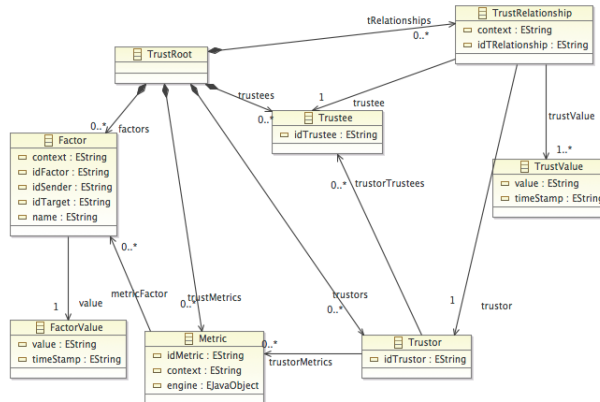 tRelationships
TrustRelationship
0..*
context : EString
idTRelationship : EString
TrustRoot
trustees
1
trustee
0..*
Trustee
idTrustee : EString
trustValue
0..*
factors
Factor
context : EString
idFactor : EString
idSender : EString
idTarget : EString
name : EString
0..*
trustorTrustees
1..*
TrustValue
value : EString
timeStamp : EString
0..*
metricFactor
1
value
trustMetrics
0..*
trustors
0..*
1
trustor
FactorValue
value : EString
timeStamp : EString
Metric
idMetric : EString
context : EString
engine : EJavaObject
0..*
trustorMetrics
Trustor
idTrustor : EString